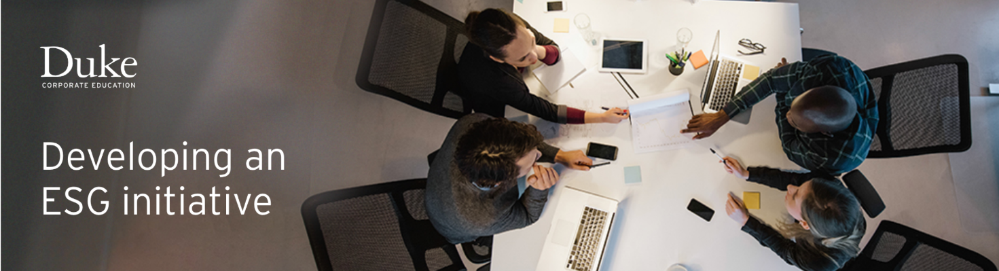 Duke
CORPORATE EDUCATION
Developing an
ESG initiative